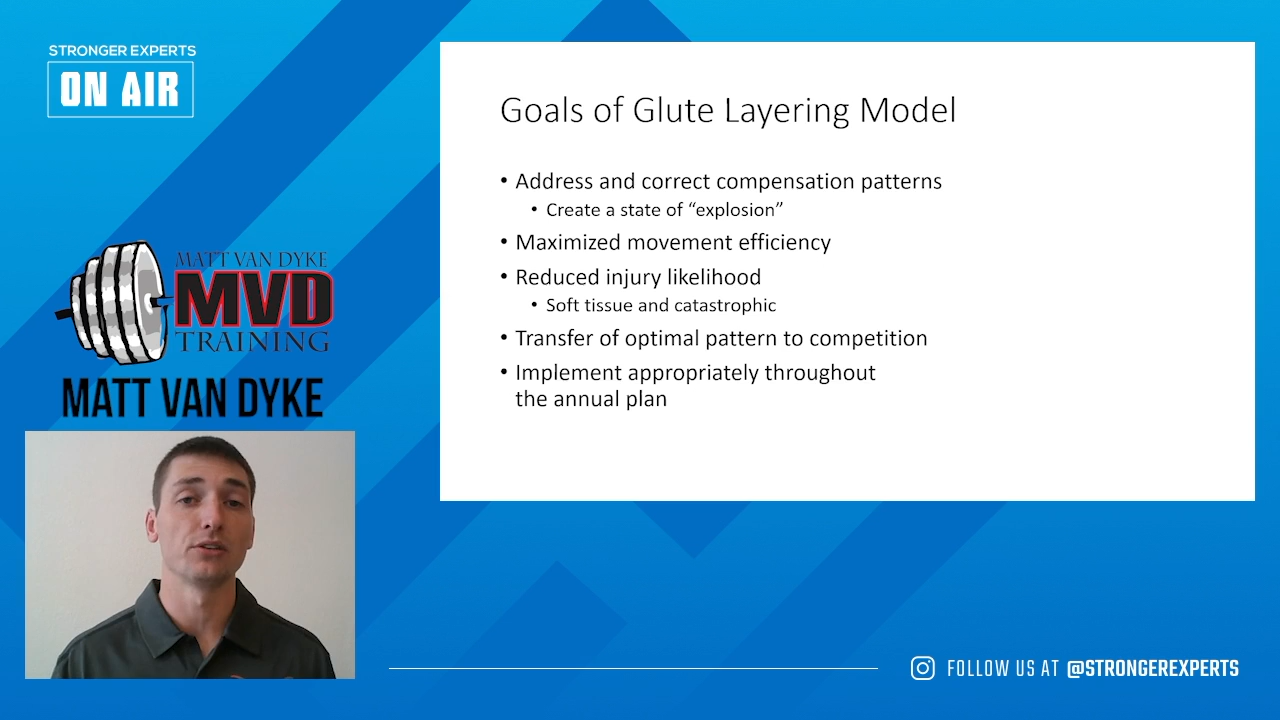 STRONGER EXPERTS
ON AIR
MATT VAN DYKE
MVD
TRAINING
MATT VAN DYKE
Goals of Glute Layering Model
• Address and correct compensation patterns
• Create a state of “explosion”
• Maximized movement efficiency
• Reduced injury likelihood
• Soft tissue and catastrophic
• Transfer of optimal pattern to competition
• Implement appropriately throughout
the annual plan
FOLLOW US AT @STRONGEREXPERTS